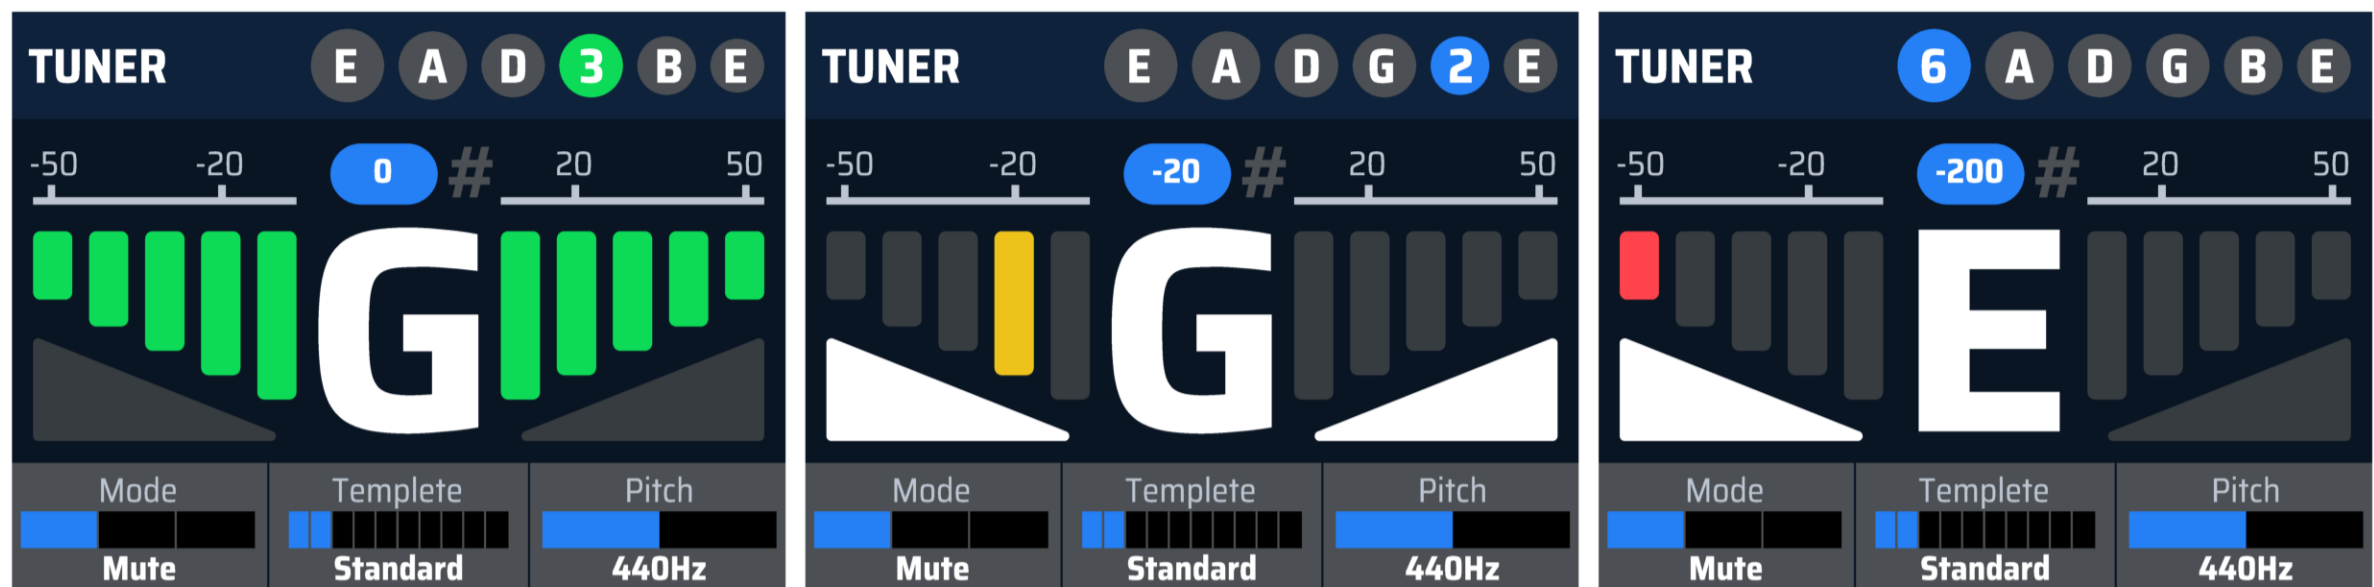 TUNER E A D 3 B E
-50 -20 0 # 20 50
G
Mode Templete Pitch
Mute Standard 440Hz
TUNER E A D G 2 E
-50 -20 -20 # 20 50
G
Mode Templete Pitch
Mute Standard 440Hz
TUNER 6 A D G B E
-50 -20 -200 # 20 50
E
Mode Templete Pitch
Mute Standard 440Hz